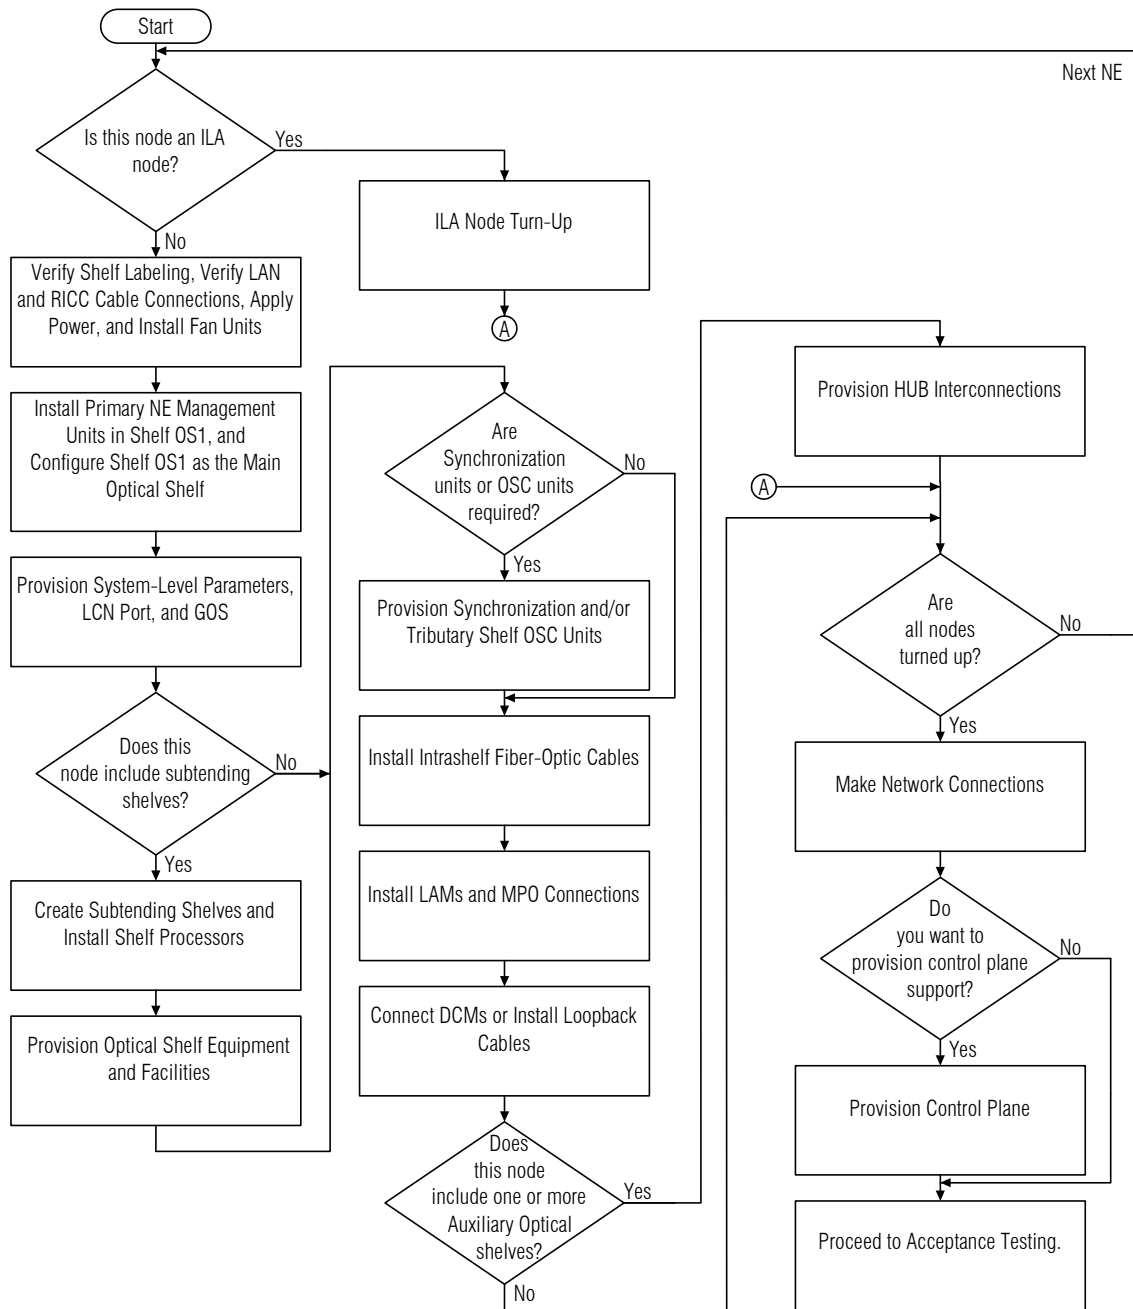 Start
Next NE
Is this node an ILA
node?
Yes
No
ILA Node Turn-Up
A
Verify Shelf Labeling, Verify LAN
and RICC Cable Connections, Apply
Power, and Install Fan Units
Install Primary NE Management
Units in Shelf OS1, and
Configure Shelf OS1 as the Main
Optical Shelf
Provision System-Level Parameters,
LCN Port, and GOS
Does this
node include subtending
shelves?
No
Yes
Create Subtending Shelves and
Install Shelf Processors
Provision Optical Shelf Equipment
and Facilities
Are
Synchronization
units or OSC units
required?
No
Yes
Provision Synchronization and/or
Tributary Shelf OSC Units
Install Intrashelf Fiber-Optic Cables
Install LAMs and MPO Connections
Connect DCMs or Install Loopback
Cables
Does
this node
include one or more
Auxiliary Optical
shelves?
Yes
No
Provision HUB Interconnections
A
Are
all nodes
turned up?
No
Yes
Make Network Connections
Do
you want to
provision control plane
support?
No
Yes
Provision Control Plane
Proceed to Acceptance Testing.